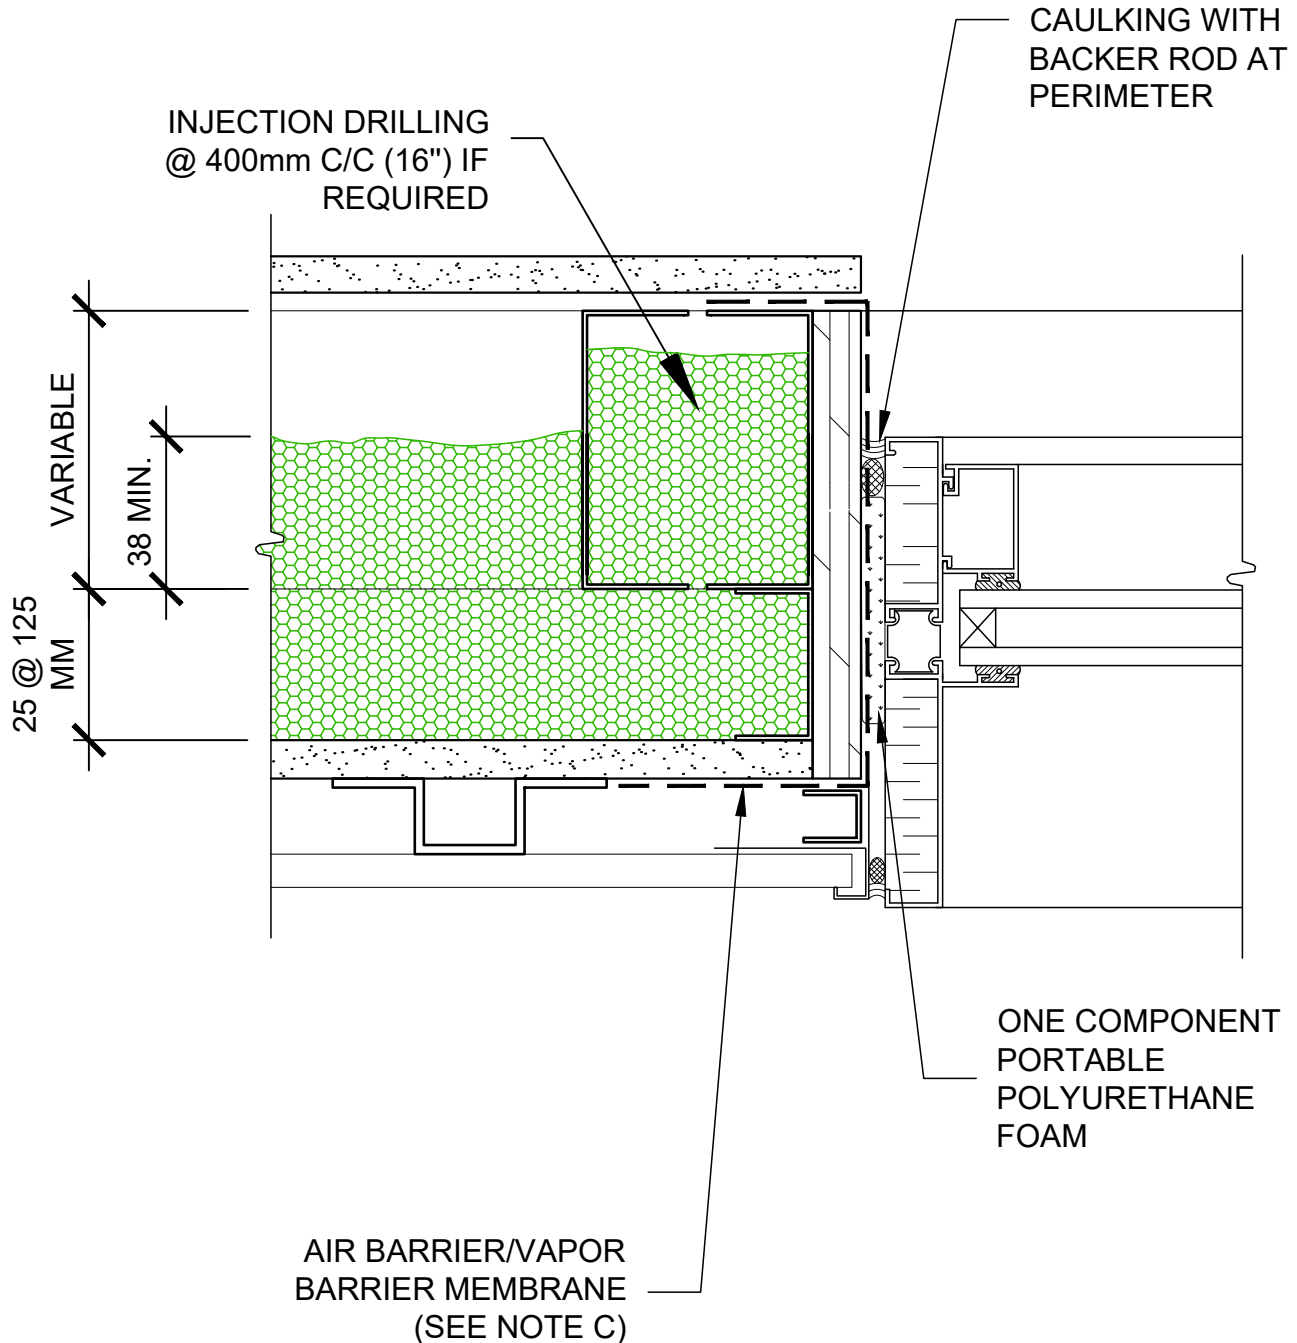 CAULKING WITH
BACKER ROD AT
PERIMETER
INJECTION DRILLING
@ 400mm C/C (16") IF
REQUIRED
VARIABLE
38 MIN.
25 @ 125
MM
ONE COMPONENT
PORTABLE
POLYURETHANE
FOAM
AIR BARRIER/VAPOR
BARRIER MEMBRANE
(SEE NOTE C)